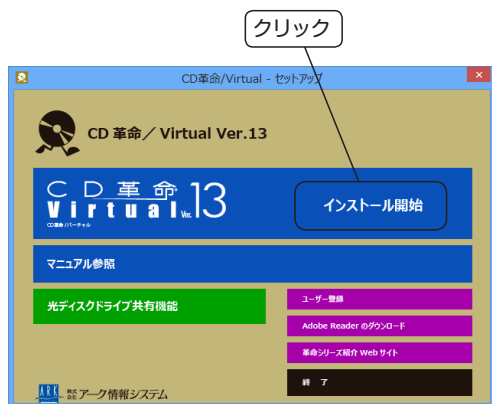 クリック
CD革命/Virtual - セットアップ
CD 革命／ Virtual Ver.13
CD革命
Virtual Ver.13
CD革命/バーチャル
インストール開始
マニュアル参照
光ディスクドライブ共有機能
ユーザー登録
Adobe Reader のダウンロード
革命シリーズ紹介 Web サイト
終 了
ARK 株式会社アーク情報システム